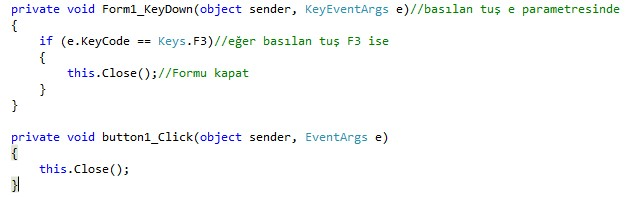 private void Form1_KeyDown(object sender, KeyEventArgs e)//basılan tuş e parametresinde
{
if (e.KeyCode == Keys.F3)//eğer basılan tuş F3 ise
{
this.Close();//Formu kapat
}
}
private void button1_Click(object sender, EventArgs e)
{
this.Close();
}